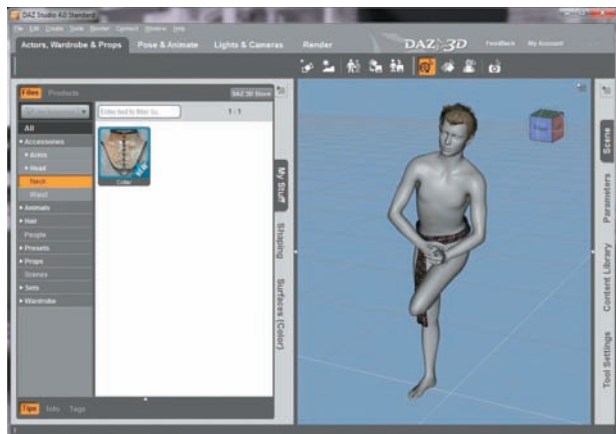 DAZ Studio 4.0 Standard
File Edit Create Tools Render Connect Window Help
Actors, Wardrobe & Props Pose & Animate Lights & Cameras Render DAZ 3D Feedback My Account
Files Products DAZ 3D Store
1 : 1
All
Accessories
Arms
Head
Neck
Waist
Animals
Hair
People
Presets
Props
Scenes
Sets
Wardrobe
Collar
My Stuff
Shaping
Surfaces (Color)
Scene
Parameters
Content Library
Tool Settings
Tips Info Tags